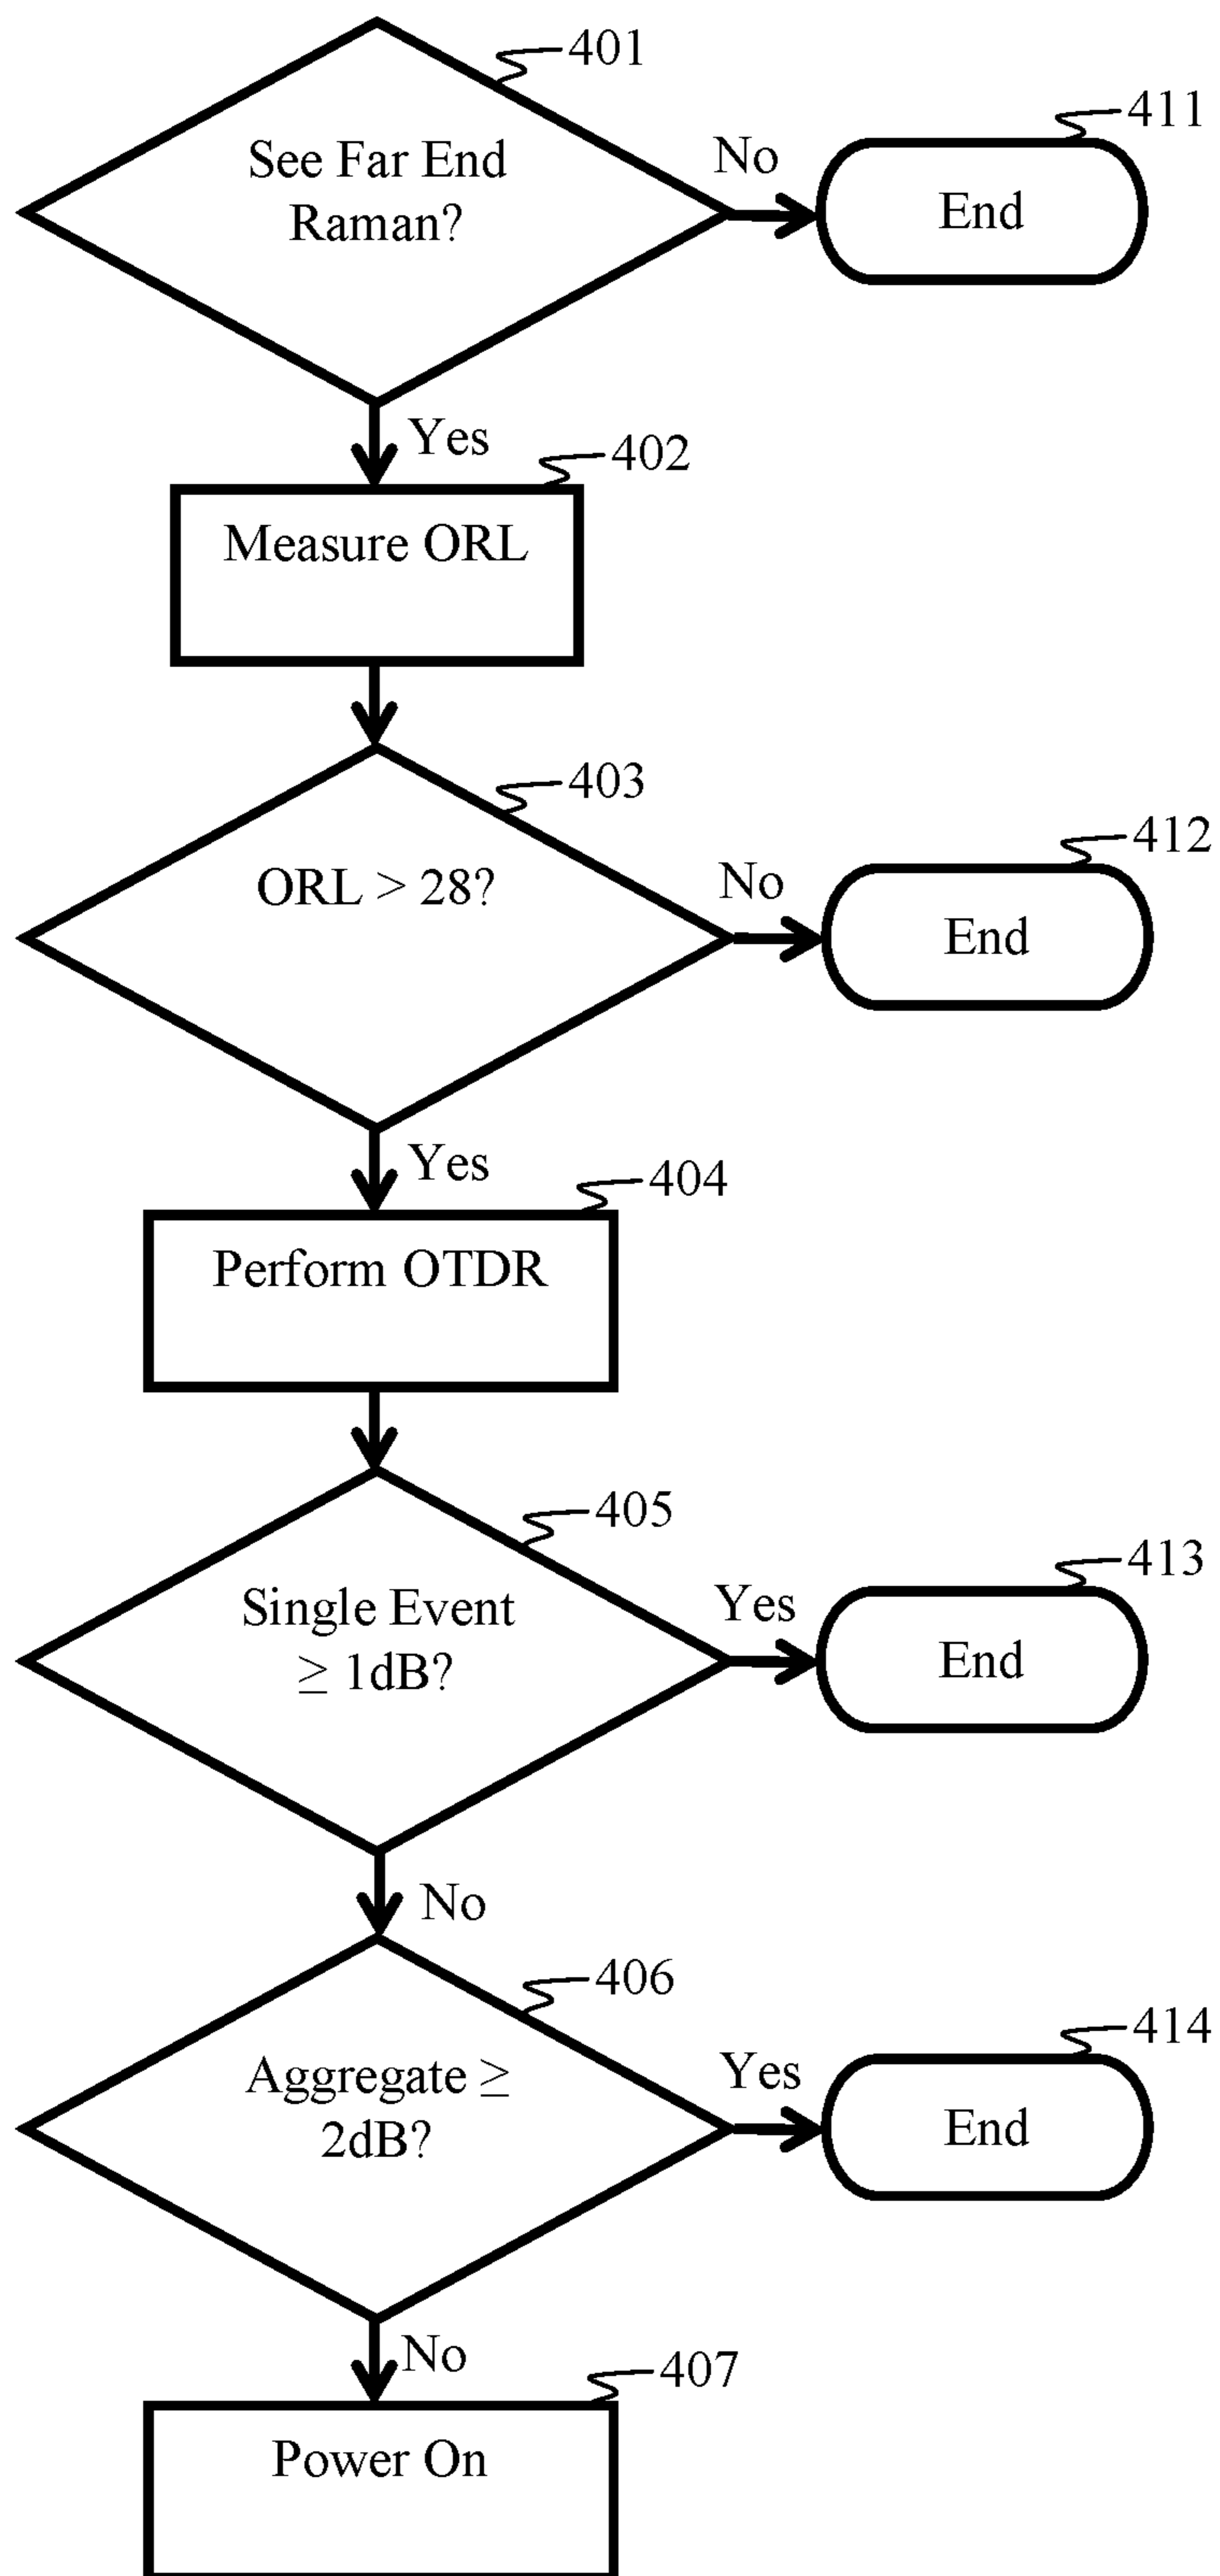 401
See Far End
Raman?
No
411
End
Yes
402
Measure ORL
403
ORL > 28?
No
412
End
Yes
404
Perform OTDR
405
Single Event
≥ 1dB?
Yes
413
End
No
406
Aggregate ≥
2dB?
Yes
414
End
No
407
Power On